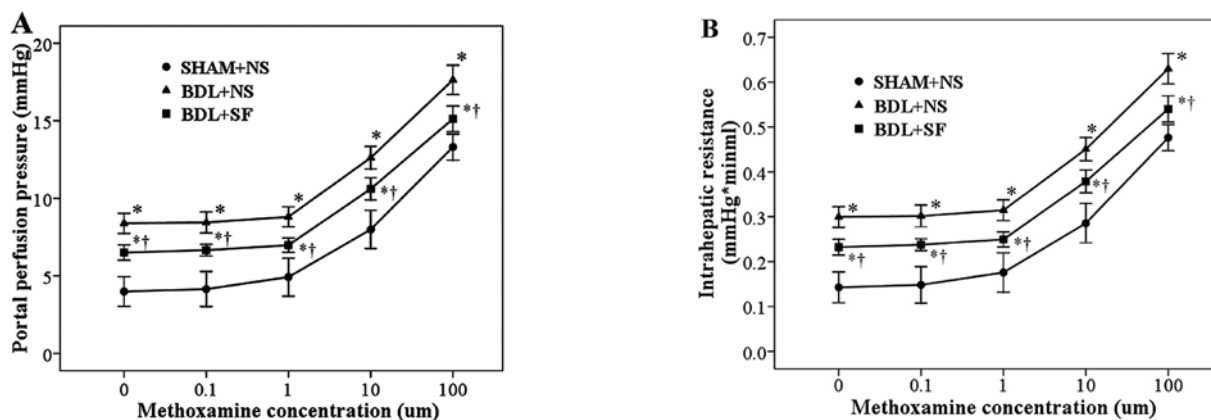 A
Portal perfusion pressure (mmHg)
20
15
10
5
0
SHAM+NS
BDL+NS
BDL+SF
*
*
*
*
*
*†
*†
*†
*†
*†
0 0.1 1 10 100
Methoxamine concentration (um)
B
Intrahepatic resistance
(mmHg*minml)
0.7
0.6
0.5
0.4
0.3
0.2
0.1
0.0
SHAM+NS
BDL+NS
BDL+SF
*
*
*
*
*
*†
*†
*†
*†
*†
0 0.1 1 10 100
Methoxamine concentration (um)